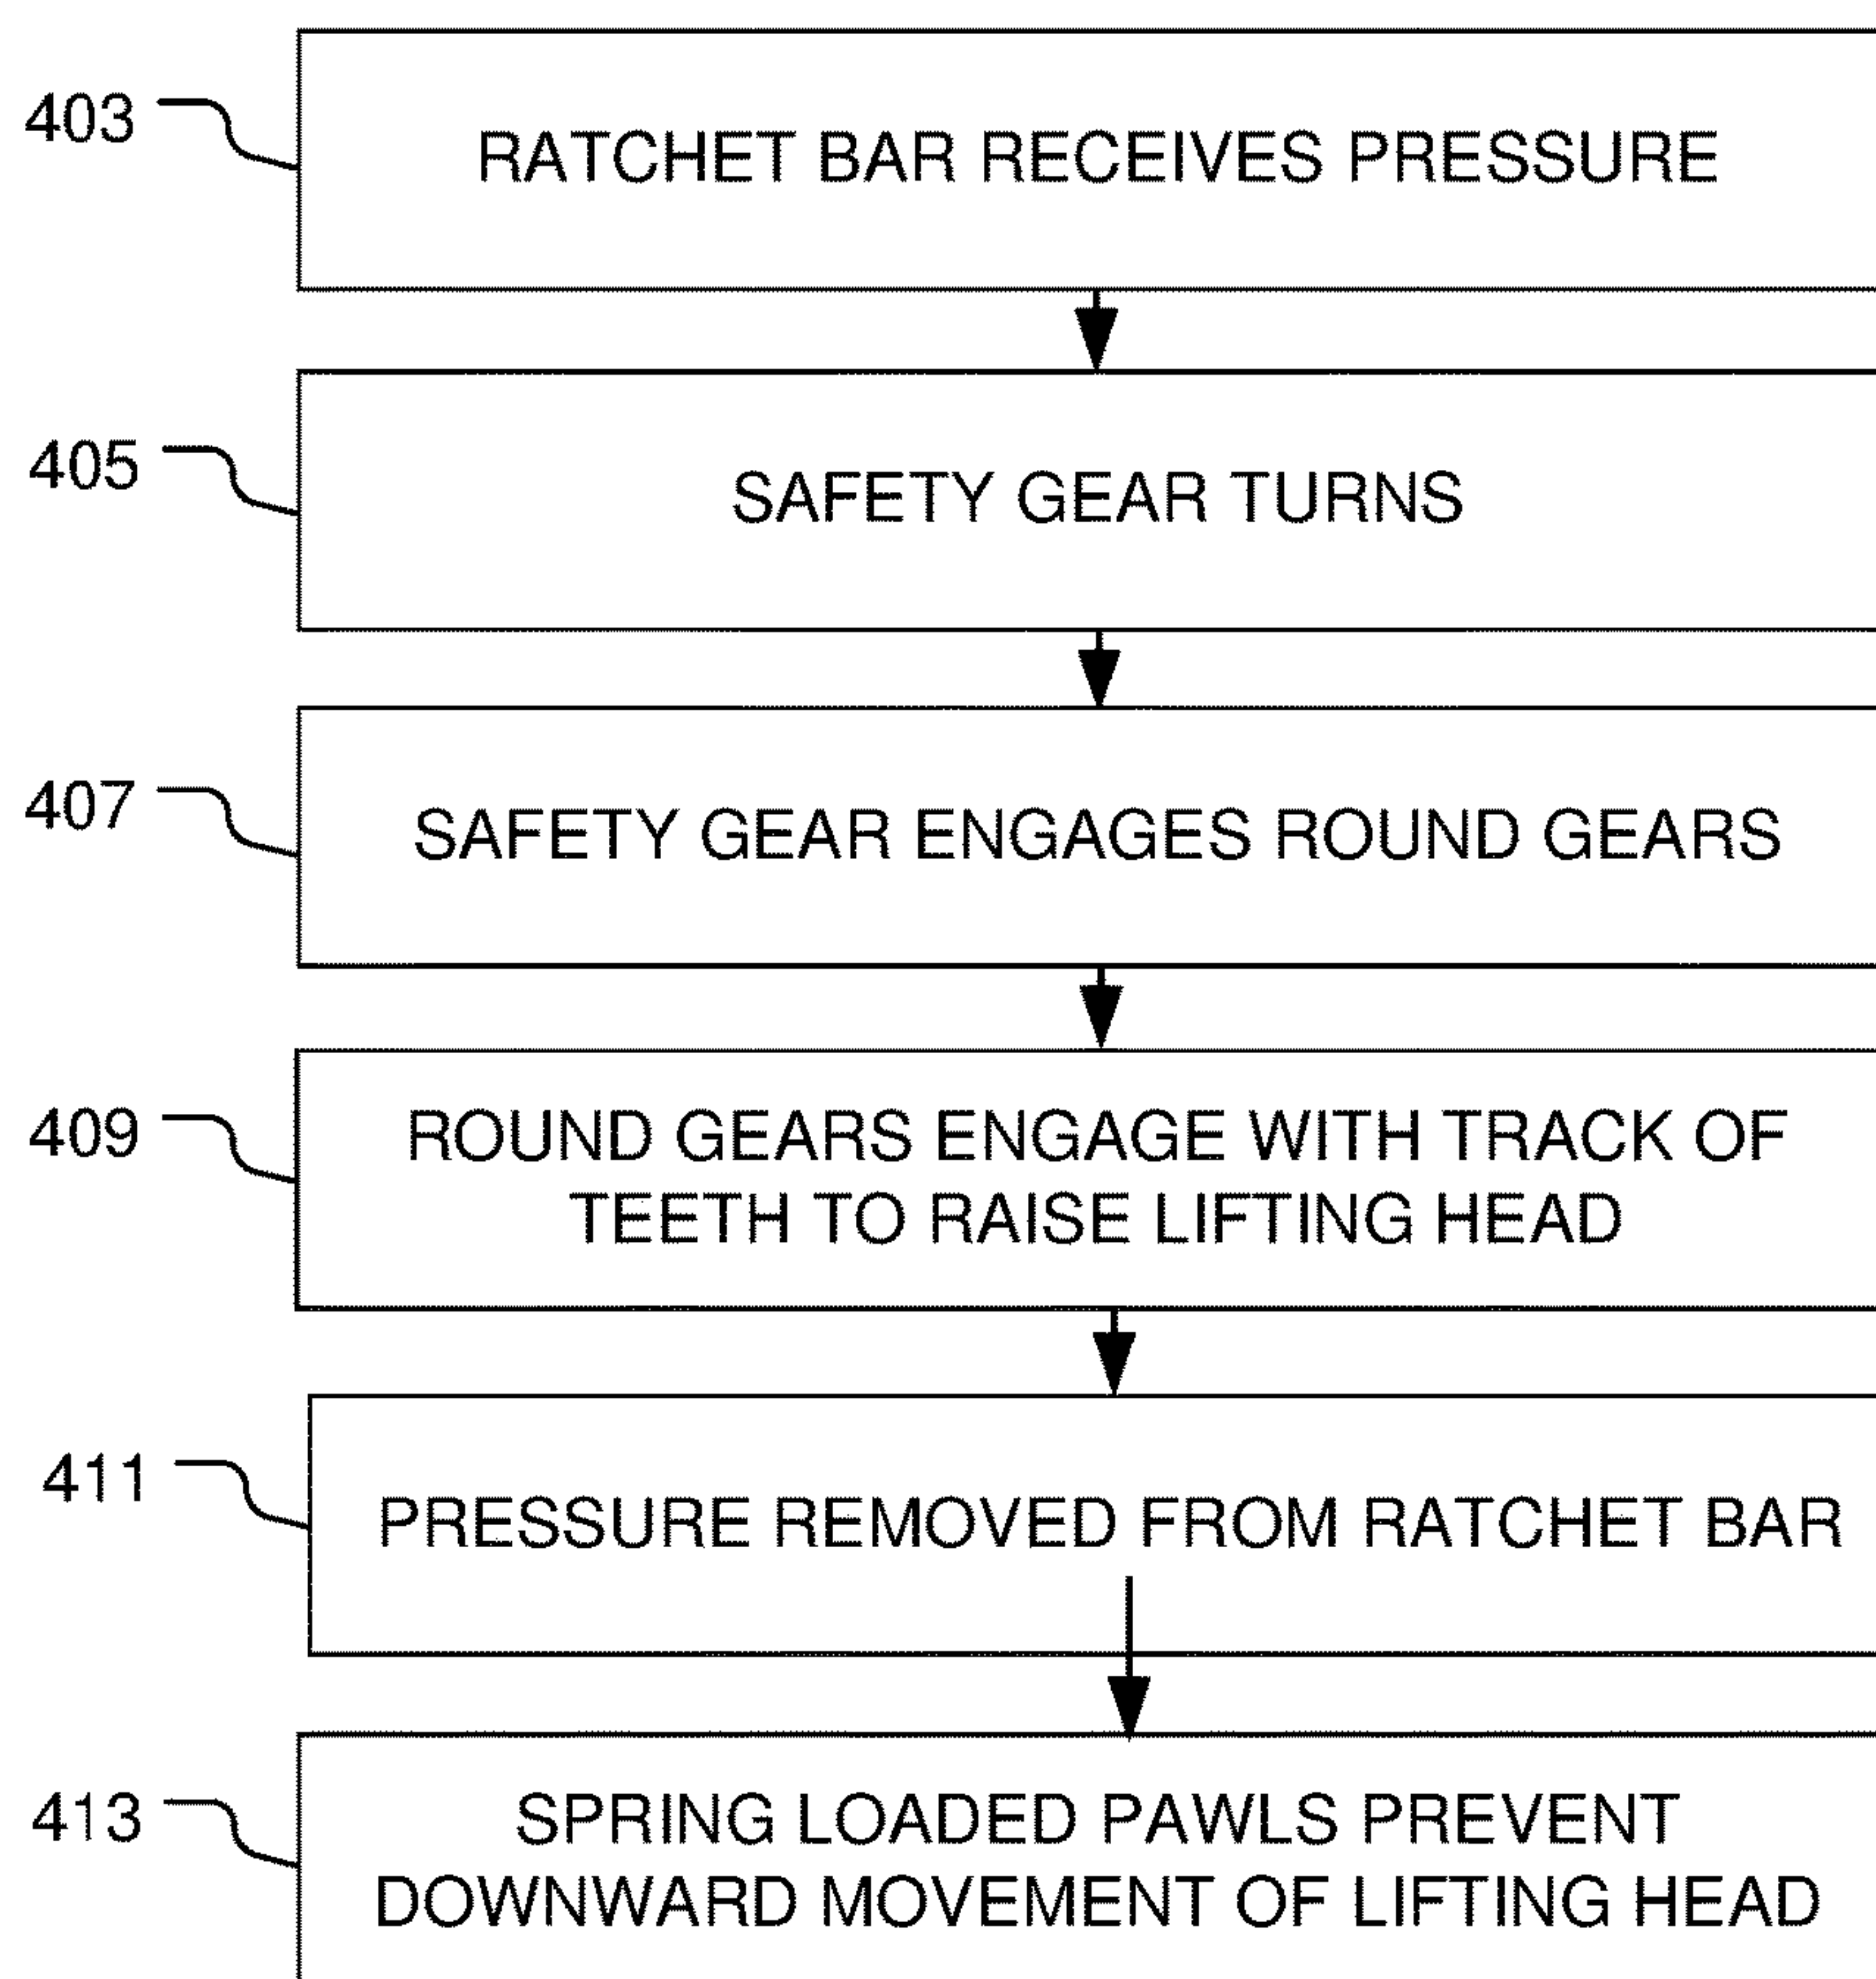 403
RATCHET BAR RECEIVES PRESSURE
405
SAFETY GEAR TURNS
407
SAFETY GEAR ENGAGES ROUND GEARS
409
ROUND GEARS ENGAGE WITH TRACK OF
TEETH TO RAISE LIFTING HEAD
411
PRESSURE REMOVED FROM RATCHET BAR
413
SPRING LOADED PAWLS PREVENT
DOWNWARD MOVEMENT OF LIFTING HEAD